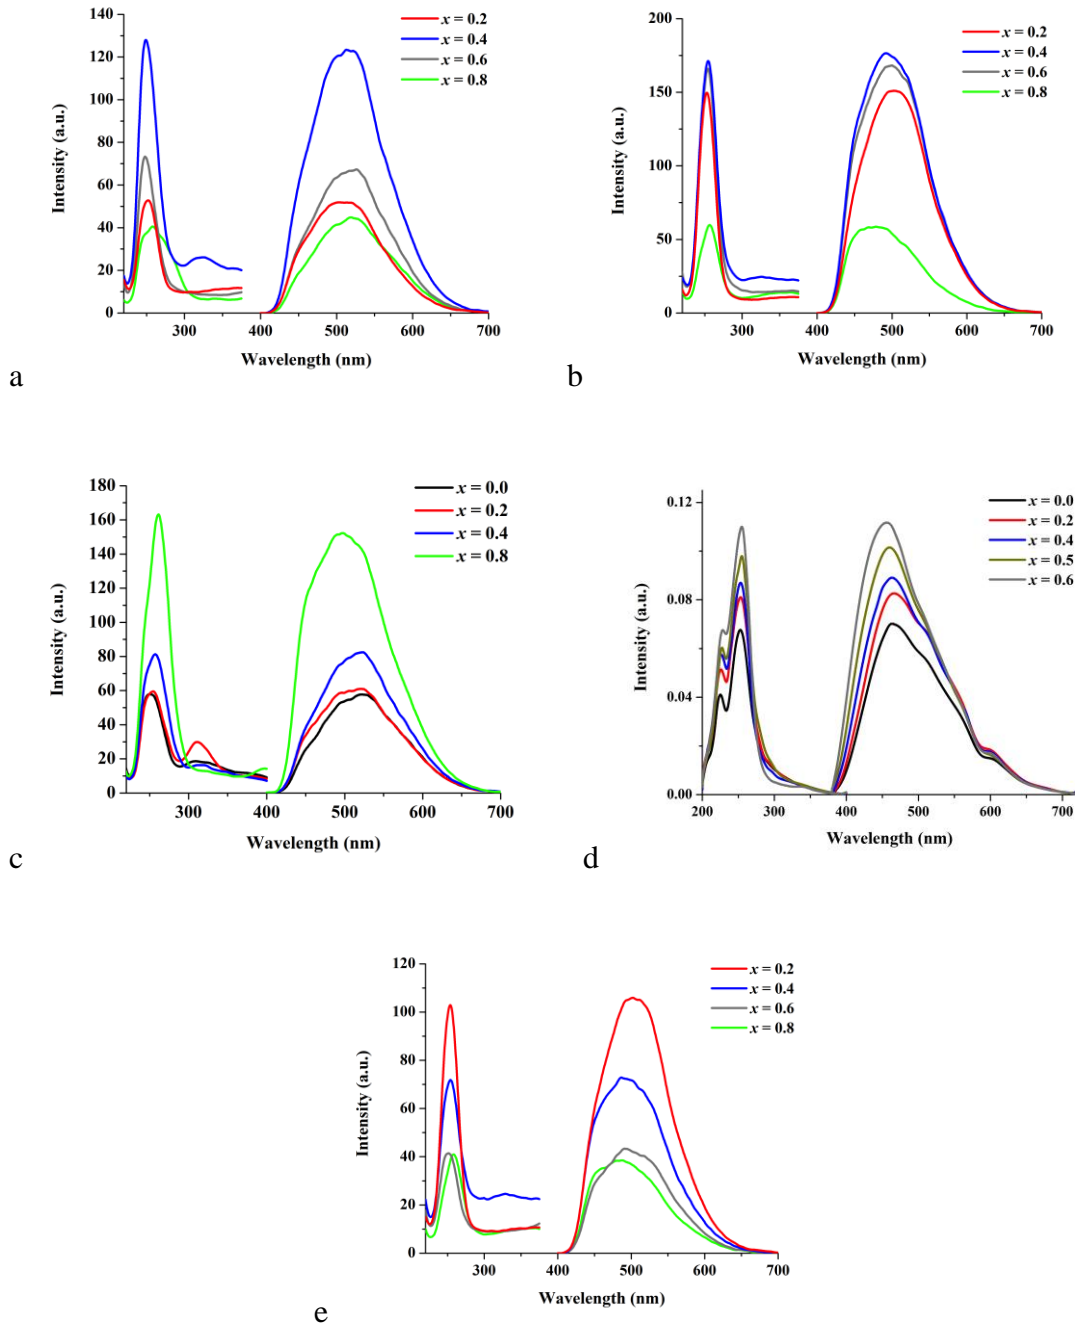 x = 0.2
x = 0.4
x = 0.6
x = 0.8
140
120
100
80
60
40
20
0
300
400
500
600
700
Intensity (a.u.)
Wavelength (nm)
a
x = 0.2
x = 0.4
x = 0.6
x = 0.8
200
150
100
50
0
300
400
500
600
700
Intensity (a.u.)
Wavelength (nm)
b
x = 0.0
x = 0.2
x = 0.4
x = 0.8
180
160
140
120
100
80
60
40
20
0
300
400
500
600
700
Intensity (a.u.)
Wavelength (nm)
c
x = 0.0
x = 0.2
x = 0.4
x = 0.5
x = 0.6
0.12
0.08
0.04
0.00
200
300
400
500
600
700
Intensity (a.u.)
Wavelength (nm)
d
x = 0.2
x = 0.4
x = 0.6
x = 0.8
120
100
80
60
40
20
0
300
400
500
600
700
Intensity (a.u.)
Wavelength (nm)
e